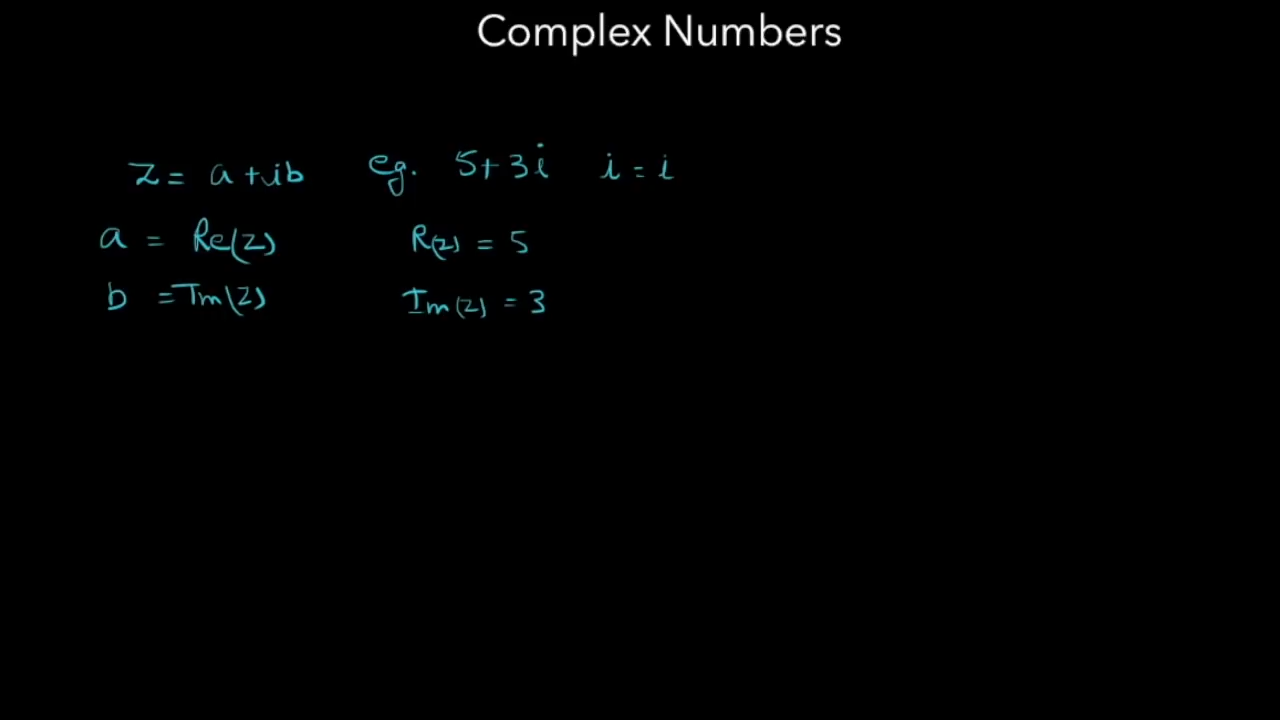 Complex Numbers
z = a + ib eg. 5 + 3i i = i
a = Re(z) R(z) = 5
b = Im(z) Im(z) = 3